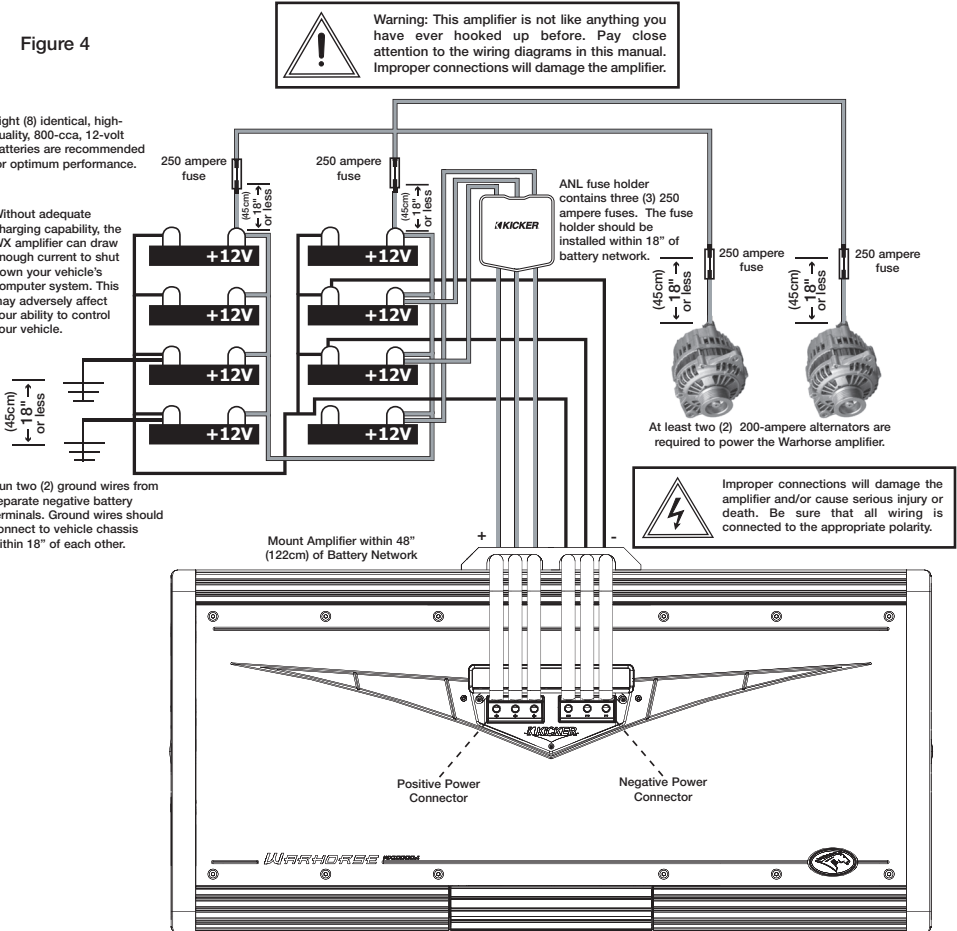 Figure 4
Warning: This amplifier is not like anything you
have ever hooked up before. Pay close
attention to the wiring diagrams in this manual.
Improper connections will damage the amplifier.
ight (8) identical, high-
uality, 800-cca, 12-volt
atteries are recommended
or optimum performance.
Without adequate
harging capability, the
WX amplifier can draw
nough current to shut
own your vehicle's
omputer system. This
may adversely affect
our ability to control
our vehicle.
(45cm)
18"
or less
un two (2) ground wires from
eparate negative battery
erminals. Ground wires should
onnect to vehicle chassis
ithin 18" of each other.
250 ampere
fuse
(45cm)
18"
or less
250 ampere
fuse
(45cm)
18"
or less
+12V
+12V
+12V
+12V
+12V
+12V
+12V
+12V
KICKER
ANL fuse holder
contains three (3) 250
ampere fuses. The fuse
holder should be
installed within 18" of
battery network.
250 ampere
fuse
(45cm)
18"
or less
250 ampere
fuse
(45cm)
18"
or less
At least two (2) 200-ampere alternators are
required to power the Warhorse amplifier.
Improper connections will damage the
amplifier and/or cause serious injury or
death. Be sure that all wiring is
connected to the appropriate polarity.
Mount Amplifier within 48"
(122cm) of Battery Network
+
-
KICKER
Positive Power
Connector
Negative Power
Connector
WARHORSE